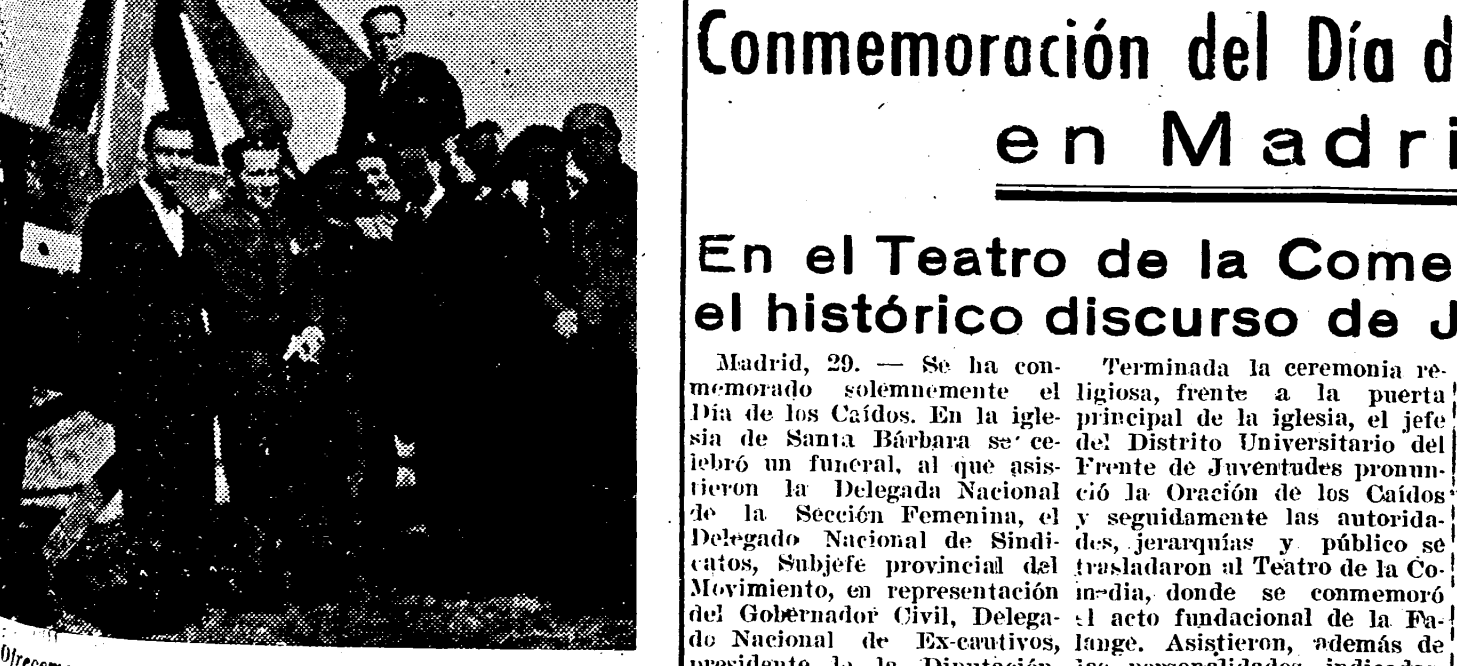 Conmemoración del Día d
en Madri
En el Teatro de la Come
el histórico discurso de J
Madrid, 29. — Se ha con-
memorado solemnemente el
Día de los Caídos. En la igle-
sia de Santa Bárbara se ce-
lebró un funeral, al que asis-
tieron la Delegada Nacional
de la Sección Femenina, el
Delegado Nacional de Sindi-
catos, Subjefe provincial del
Movimiento, en representación
del Gobernador Civil, Delega-
do Nacional de Ex-cautivos,
presidente de la Diputación
Terminada la ceremonia re-
ligiosa, frente a la puerta
principal de la iglesia, el jefe
del Distrito Universitario del
Frente de Juventudes pronun-
ció la Oración de los Caídos
y seguidamente las autorida-
des, jerarquías y público se
trasladaron al Teatro de la Co-
media, donde se conmemoró
el acto fundacional de la Fa-
lange. Asistieron, además de
las personalidades